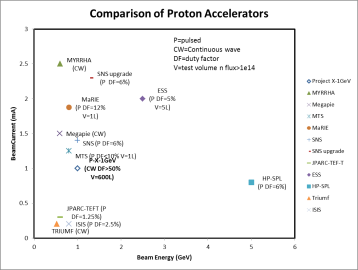 Comparison of Proton Accelerators
P=pulsed
CW=Continuous wave
DF=duty factor
V=test volume n flux>1e14
3
2.5
2
1.5
1
0.5
0
0
1
2
3
4
5
6
BeamCurrent (mA)
Beam Energy (GeV)
MYRRHA
(CW)
SNS upgrade
(P DF=6%)
MaRIE
(P DF=12%
V=1L)
ESS
(P DF=5%
V=5L)
Megapie (CW)
SNS (P DF=6%)
MTS (P DF=10% V=1L)
P-X-1GeV
(CW DF>50%
V=600L)
HP-SPL
(P DF=6%)
JPARC-TEFT (P
DF=1.25%)
ISIS (P DF=2.5%)
TRIUMF (CW)
Project X-1GeV
MYRRHA
Megapie
MTS
MaRIE
SNS
SNS upgrade
JPARC-TEF-T
ESS
HP-SPL
Triumf
ISIS